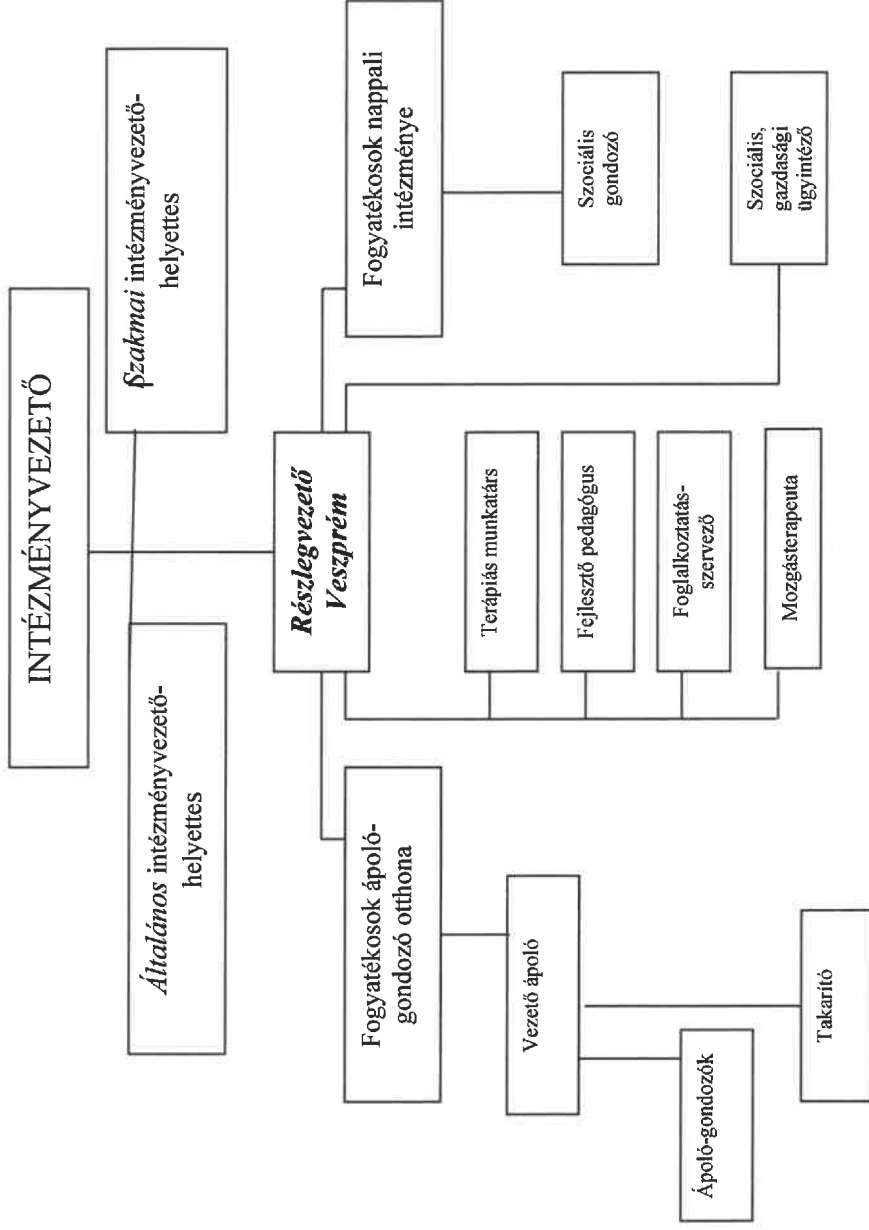 INTÉZMÉNYVEZETŐ
Általános intézményvezető-
helyettes
Szakmai intézményvezető-
helyettes
Részlegvezető
Veszprém
Fogyatékosok ápoló-
gondozó otthona
Fogyatékosok nappali
intézménye
Vezető ápoló
Ápoló-gondozók
Takarító
Terápiás munkatárs
Fejlesztő pedagógus
Foglalkoztatás-
szervező
Mozgásterapeuta
Szociális
gondozó
Szociális,
gazdasági
ügyintéző